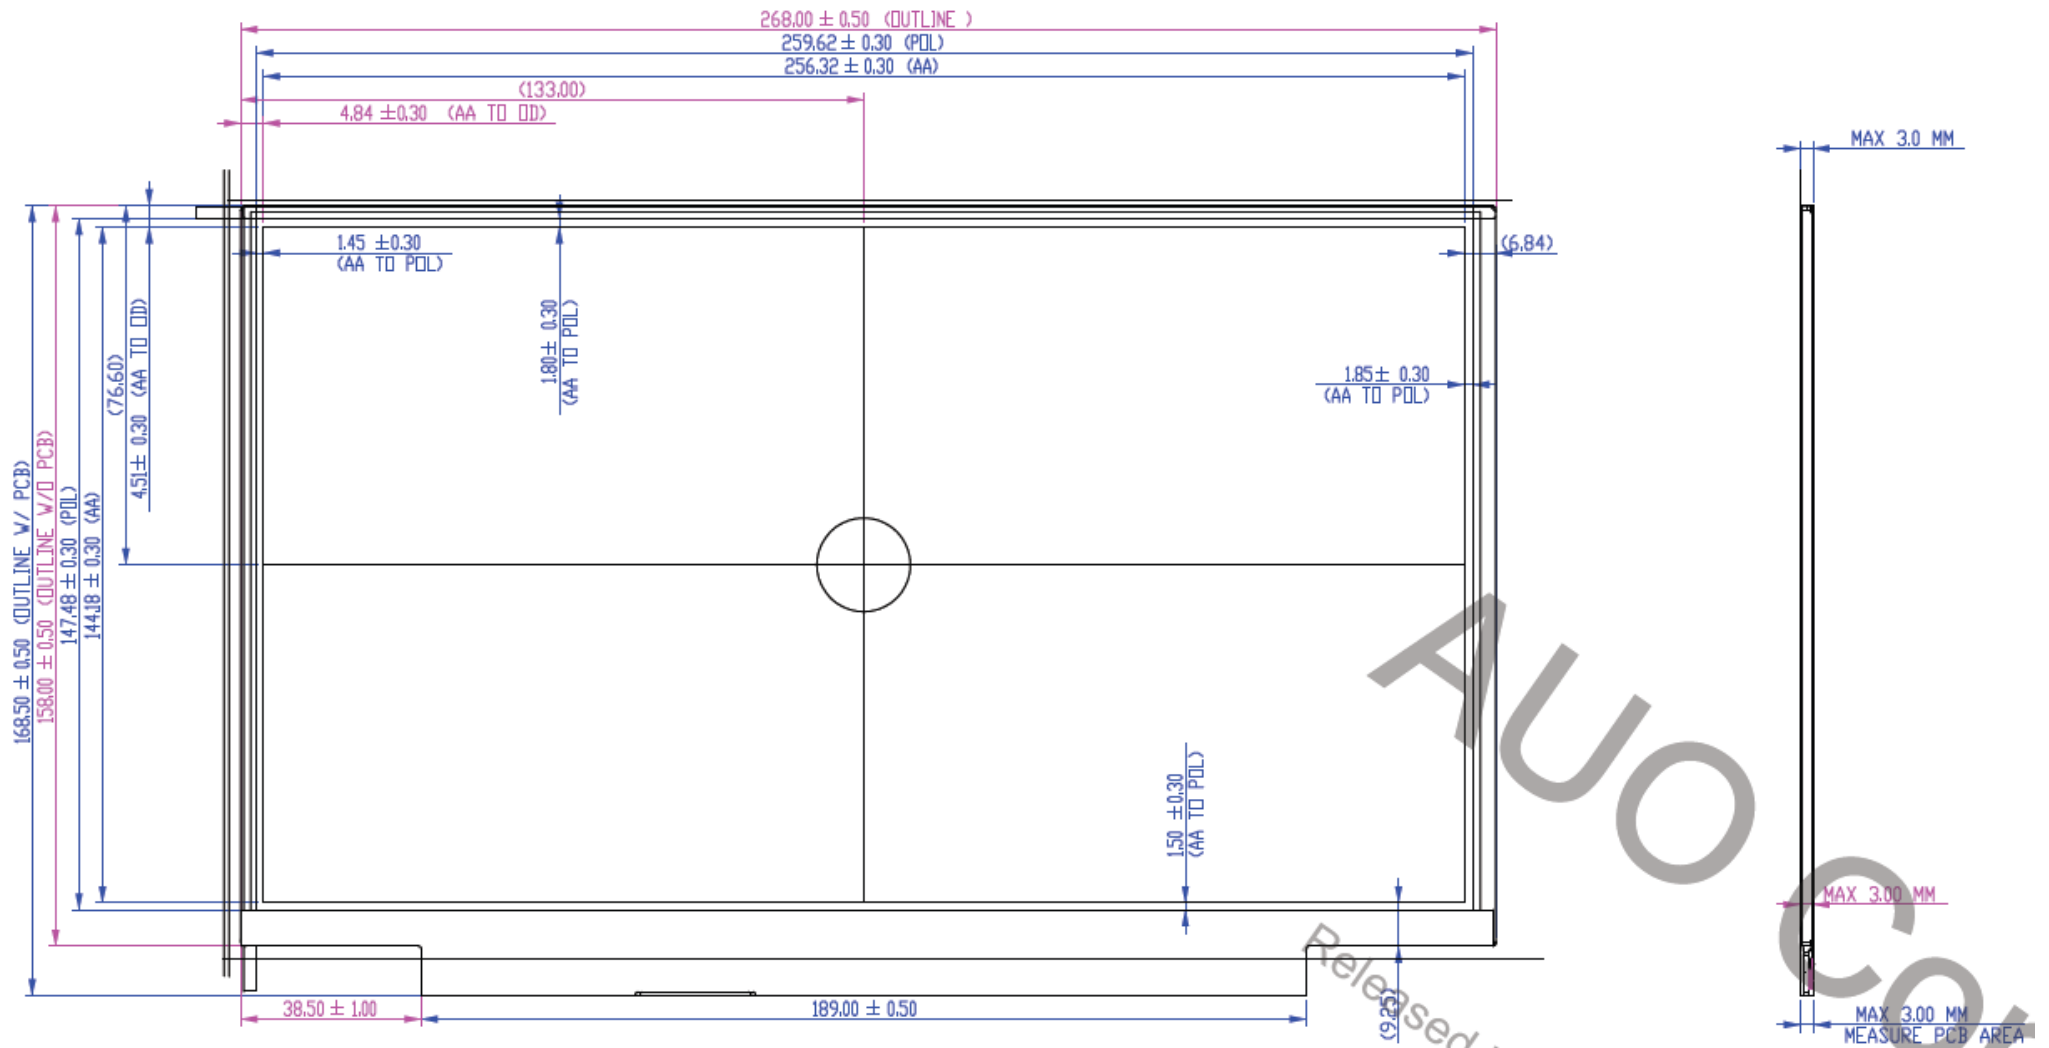 268.00 ± 0.50 (OUTLINE )
259.62 ± 0.30 (POL)
256.32 ± 0.30 (AA)
(133.00)
4.84 ±0.30 (AA TO OD)
MAX 3.0 MM
1.45 ±0.30
(AA TO POL)
(6.84)
1.80± 0.30
(AA TO POL)
1.85± 0.30
(AA TO POL)
168.50 ± 0.50 (OUTLINE W/ PCB)
158.00 ± 0.50 (OUTLINE W/O PCB)
147.48 ± 0.30 (POL)
144.18 ± 0.30 (AA)
(76.60)
4.51± 0.30 (AA TO OD)
1.50 ±0.30
(AA TO POL)
MAX 3.00 MM
38.50 ± 1.00
189.00 ± 0.50
(9.25)
MAX 3.00 MM
MEASURE PCB AREA
AUO Co
Released